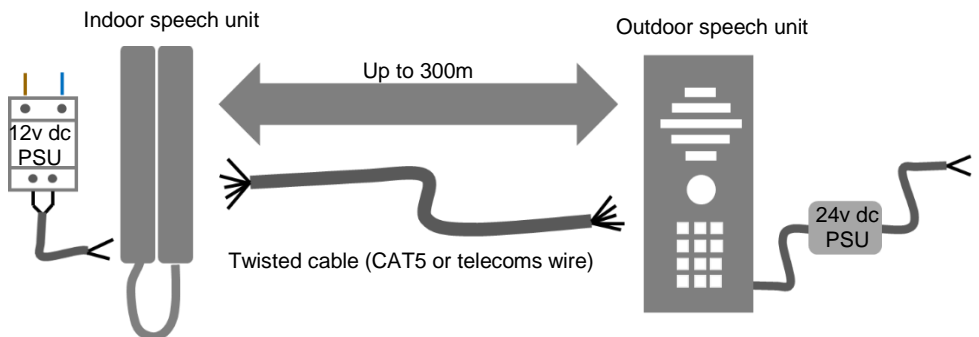 Indoor speech unit
Outdoor speech unit
Up to 300m
12v dc
PSU
24v dc
PSU
Twisted cable (CAT5 or telecoms wire)